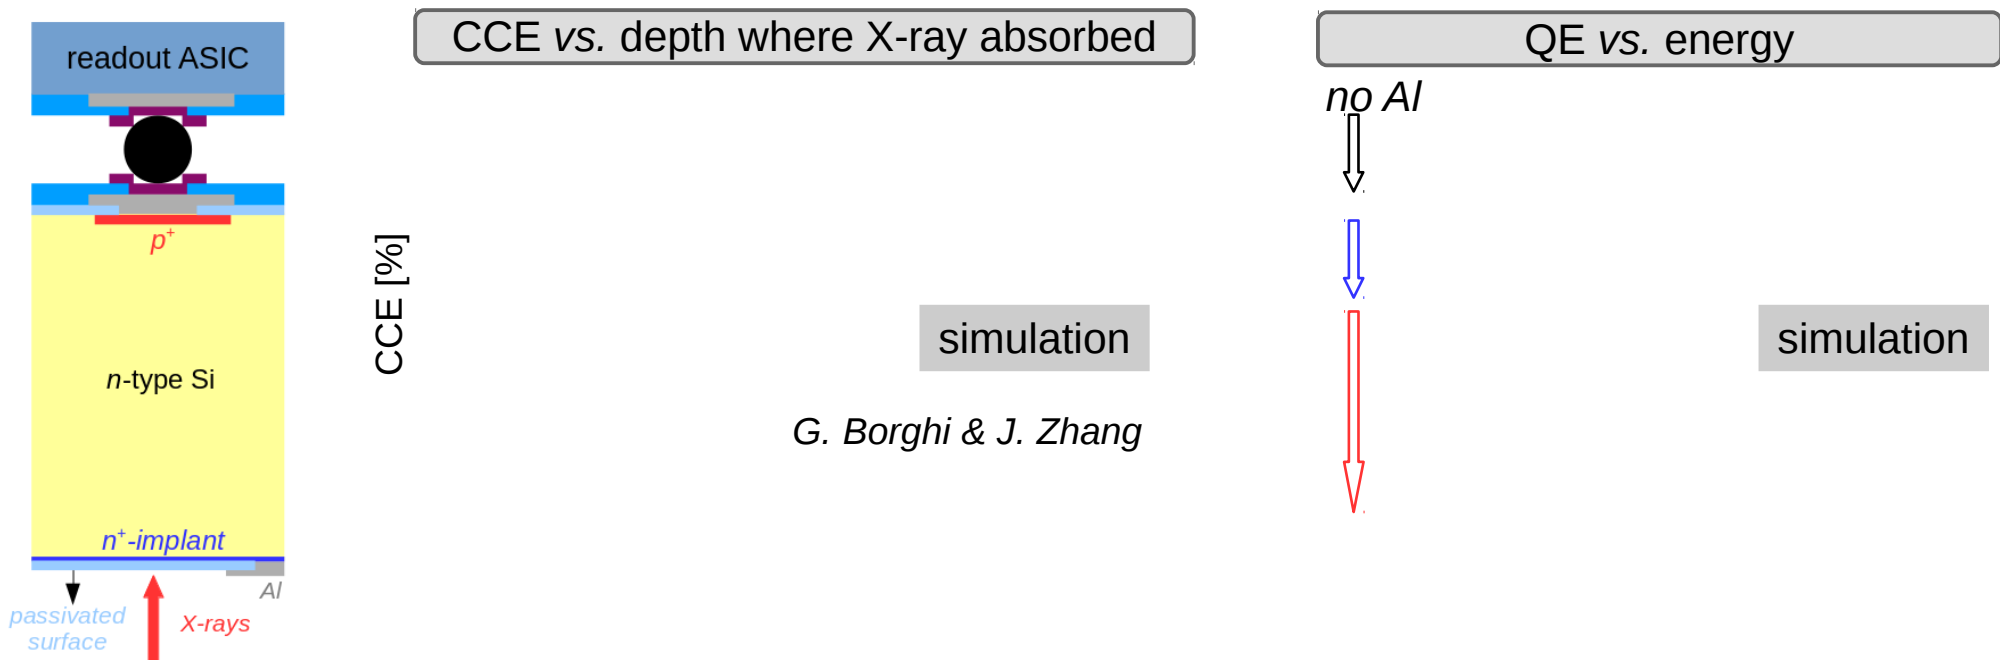 readout ASIC
p+
n-type Si
n+-implant
Al
passivated
surface
X-rays
CCE vs. depth where X-ray absorbed
CCE [%]
simulation
G. Borghi & J. Zhang
QE vs. energy
no Al
simulation